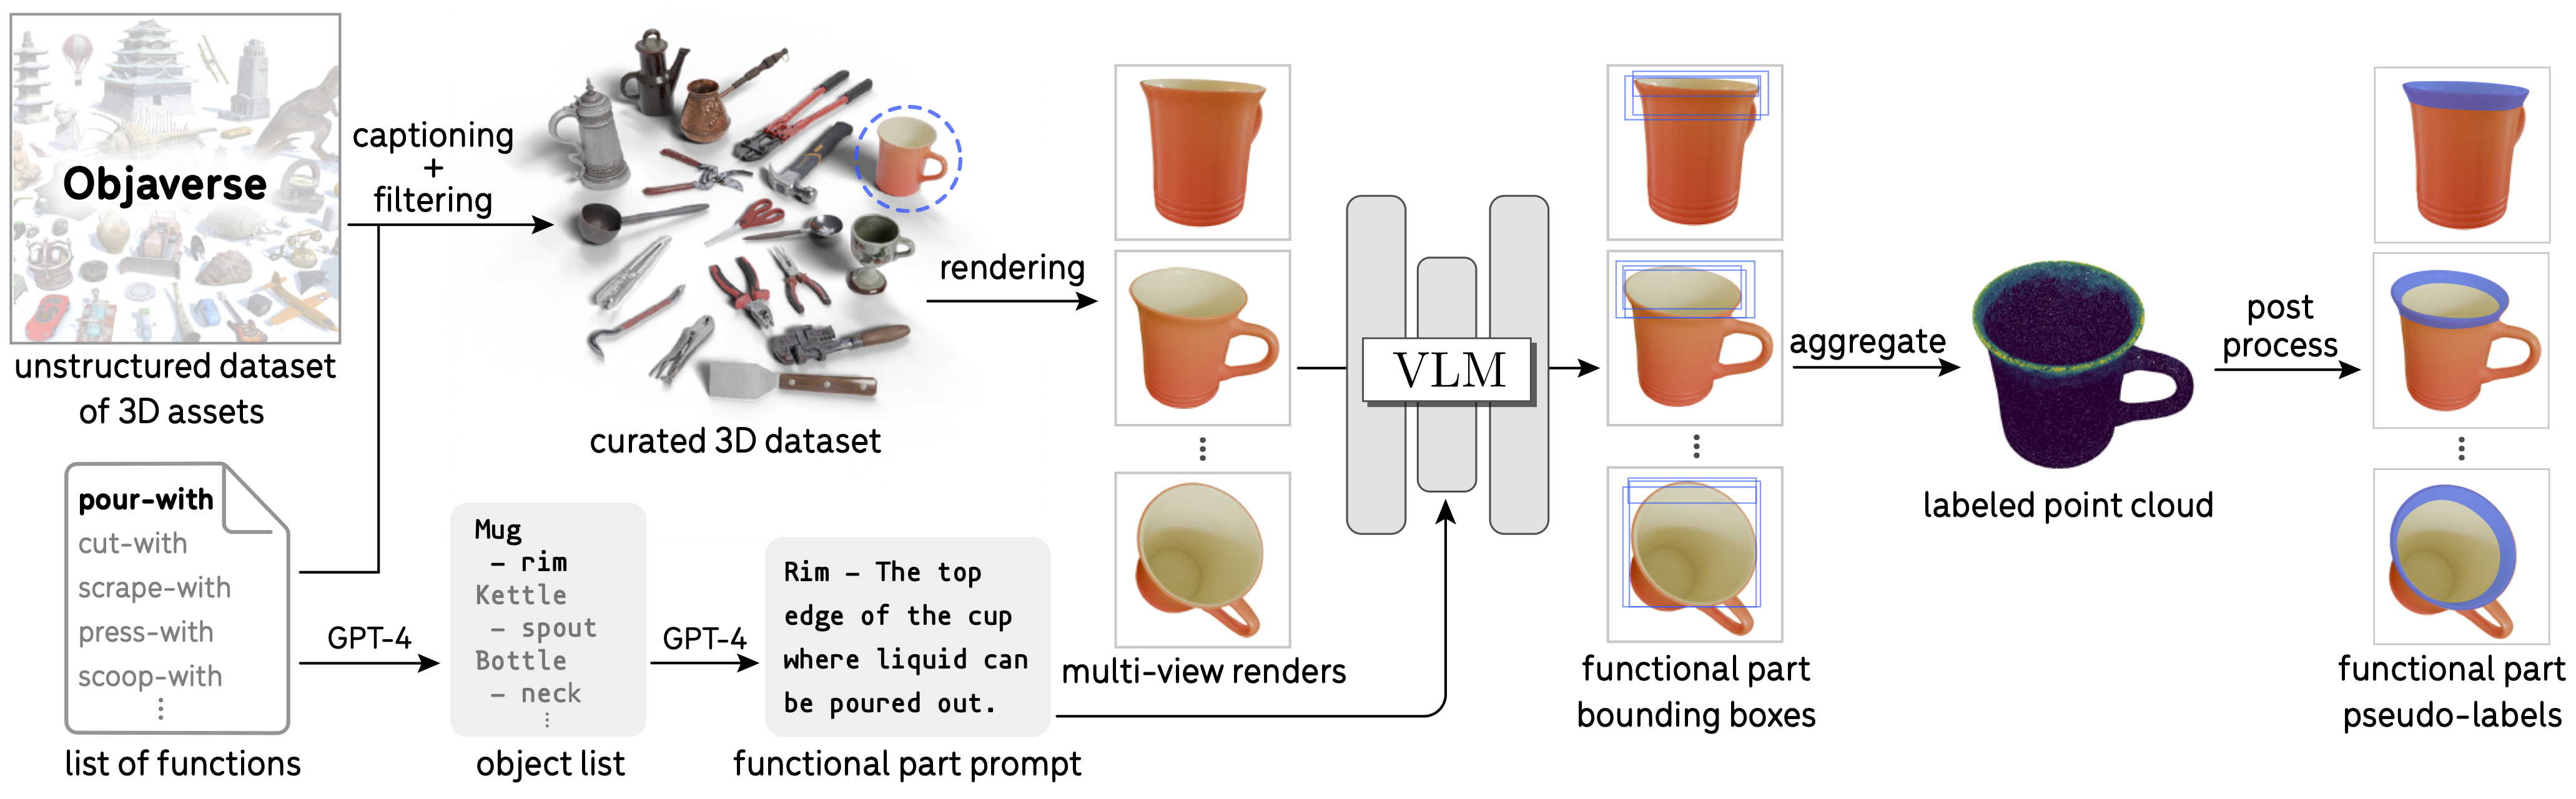 Objaverse
unstructured dataset
of 3D assets
captioning
+
filtering
curated 3D dataset
pour-with
cut-with
scrape-with
press-with
scoop-with
⋮
list of functions
GPT-4
Mug
– rim
Kettle
– spout
Bottle
– neck
⋮
object list
GPT-4
Rim – The top
edge of the cup
where liquid can
be poured out.
functional part prompt
rendering
⋮
multi-view renders
VLM
⋮
functional part
bounding boxes
aggregate
labeled point cloud
post
process
⋮
functional part
pseudo-labels